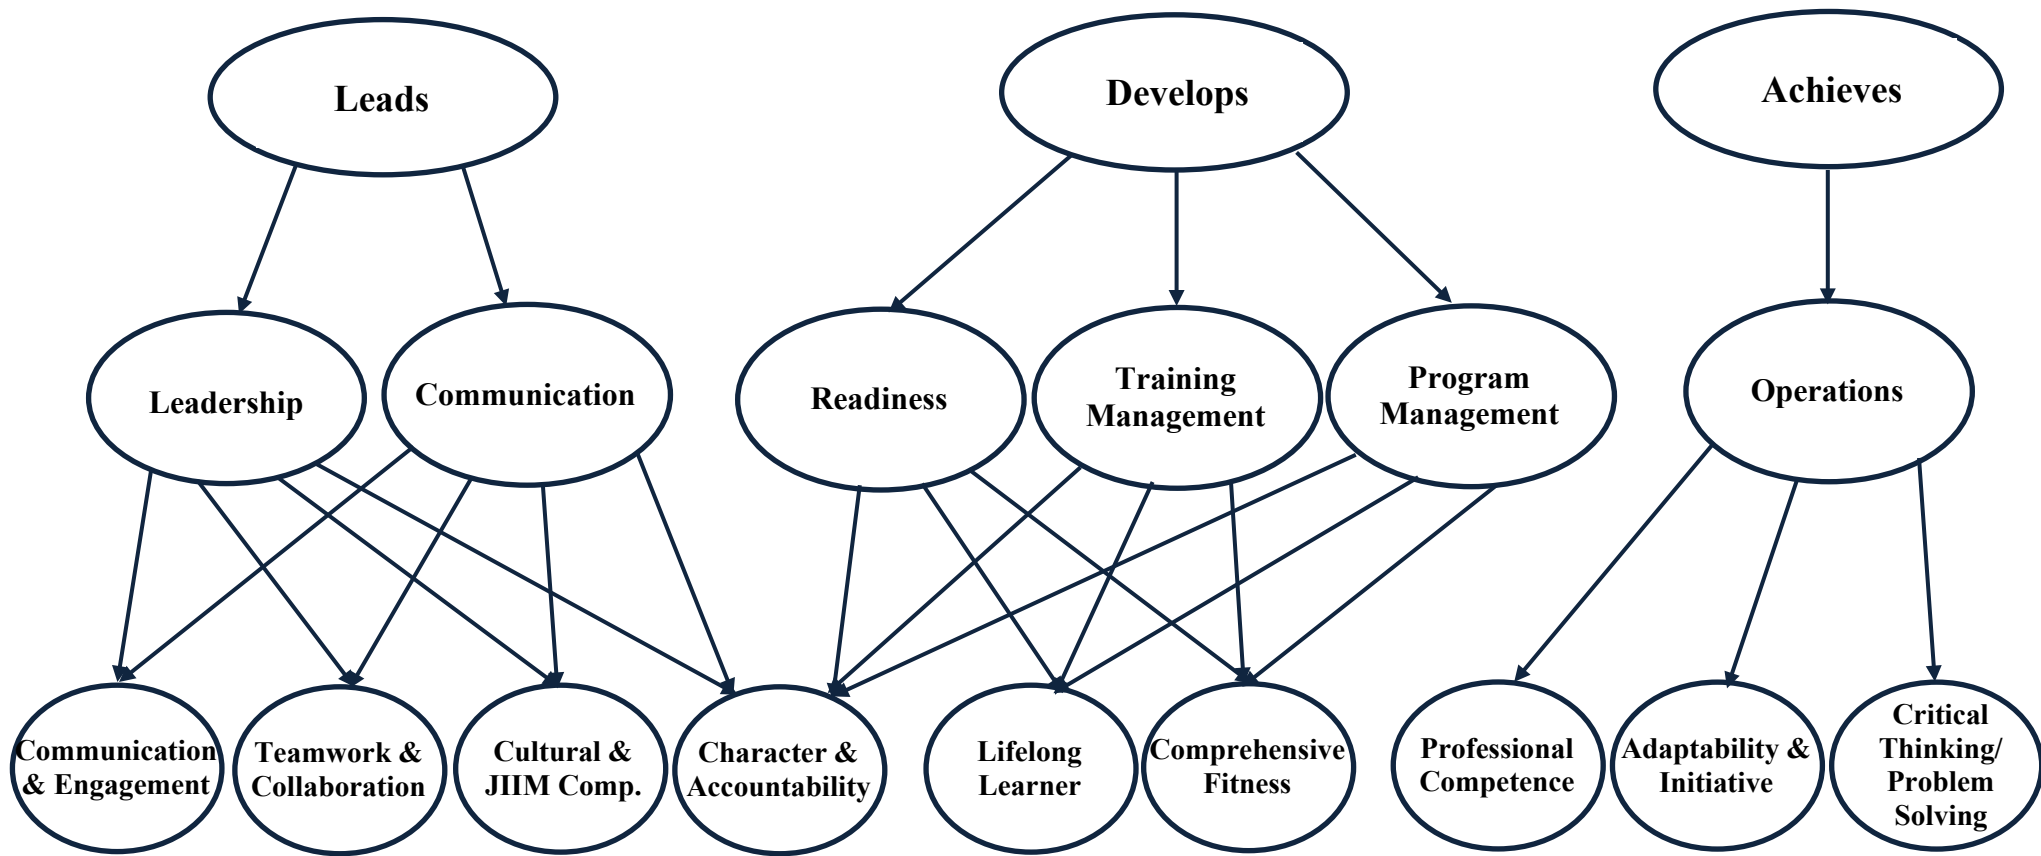 Leads
Develops
Achieves
Leadership
Communication
Readiness
Training
Management
Program
Management
Operations
Communication
& Engagement
Teamwork &
Collaboration
Cultural &
JIIM Comp.
Character &
Accountability
Lifelong
Learner
Comprehensive
Fitness
Professional
Competence
Adaptability &
Initiative
Critical
Thinking/
Problem
Solving